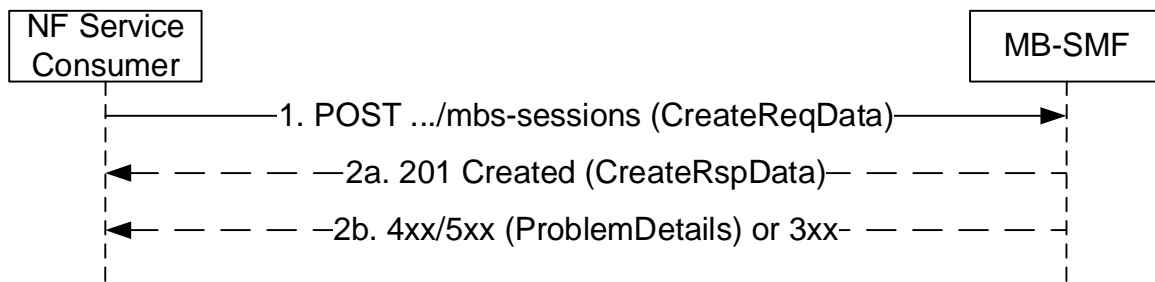 NF Service
Consumer
MB-SMF
1. POST .../mbs-sessions (CreateReqData)
2a. 201 Created (CreateRspData)
2b. 4xx/5xx (ProblemDetails) or 3xx